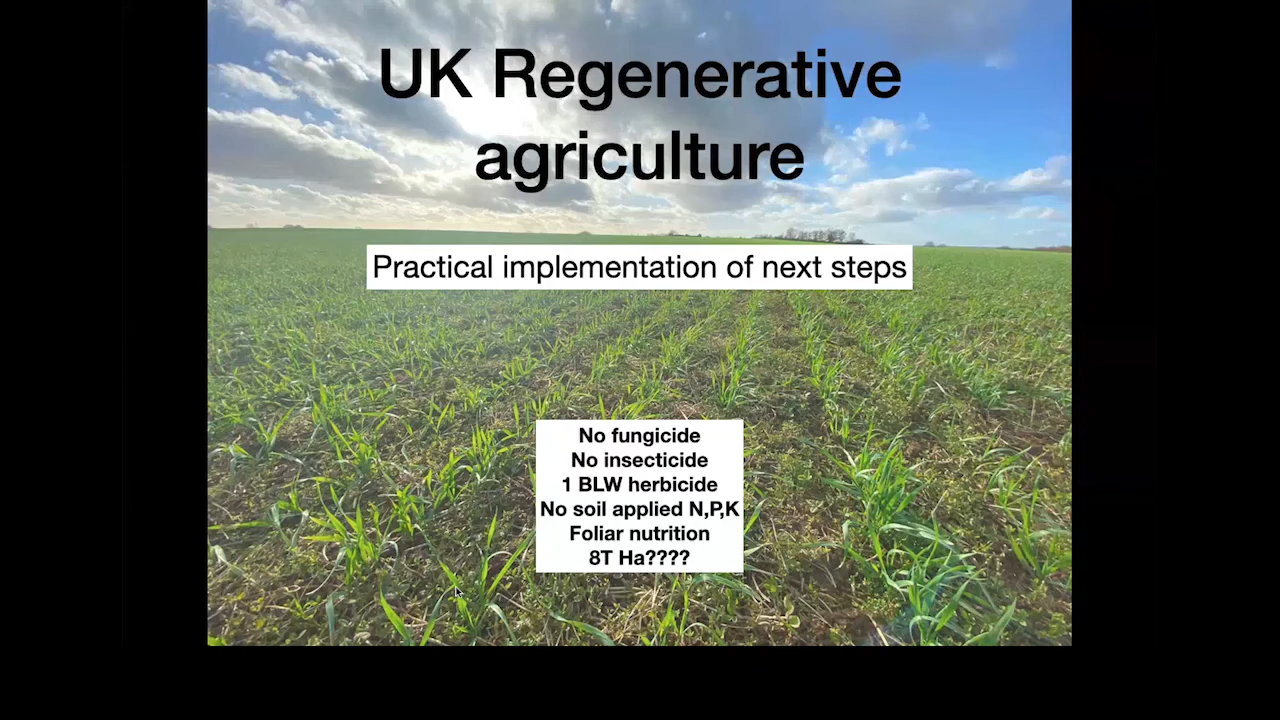 UK Regenerative
agriculture
Practical implementation of next steps
No fungicide
No insecticide
1 BLW herbicide
No soil applied N,P,K
Foliar nutrition
8T Ha????